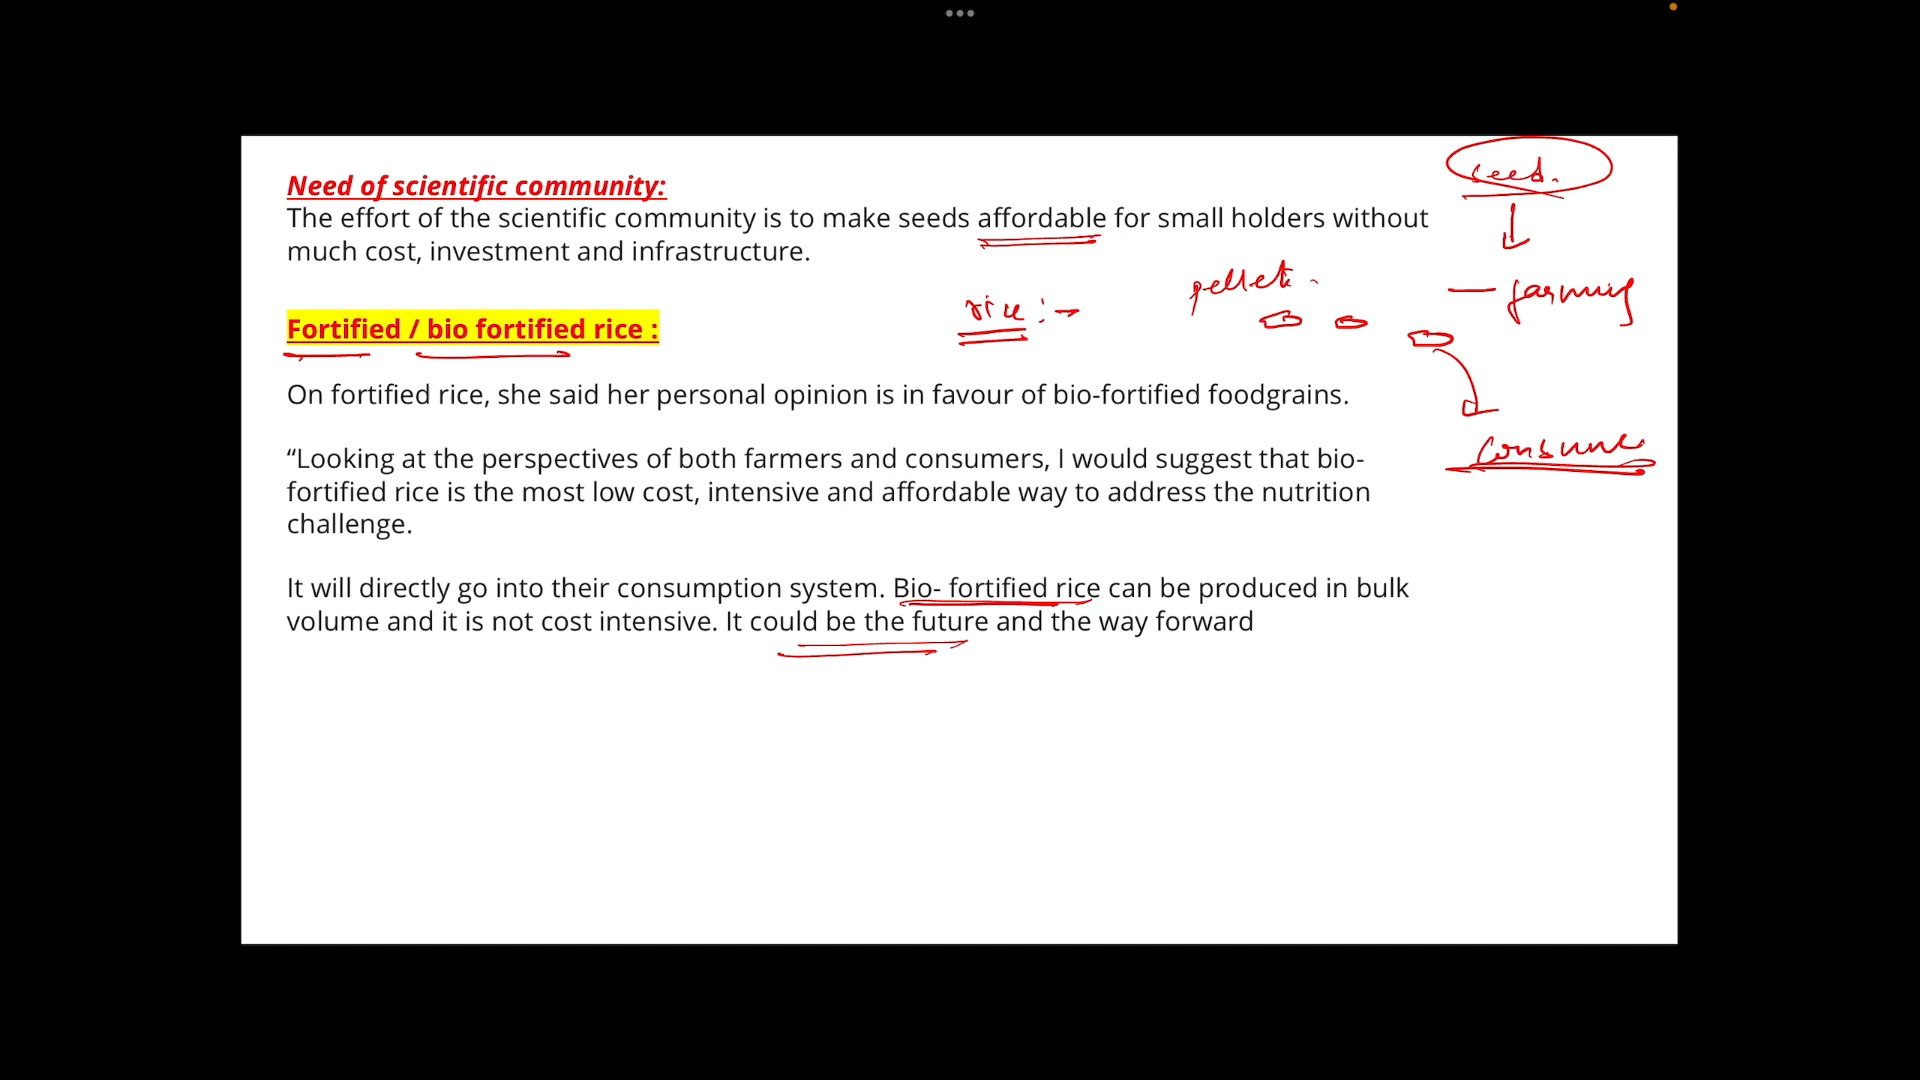 seed.
Need of scientific community:
The effort of the scientific community is to make seeds affordable for small holders without
much cost, investment and infrastructure.
pellet.
farming
rice :-
Fortified / bio fortified rice :
On fortified rice, she said her personal opinion is in favour of bio-fortified foodgrains.
consume
“Looking at the perspectives of both farmers and consumers, I would suggest that bio-
fortified rice is the most low cost, intensive and affordable way to address the nutrition
challenge.
It will directly go into their consumption system. Bio- fortified rice can be produced in bulk
volume and it is not cost intensive. It could be the future and the way forward